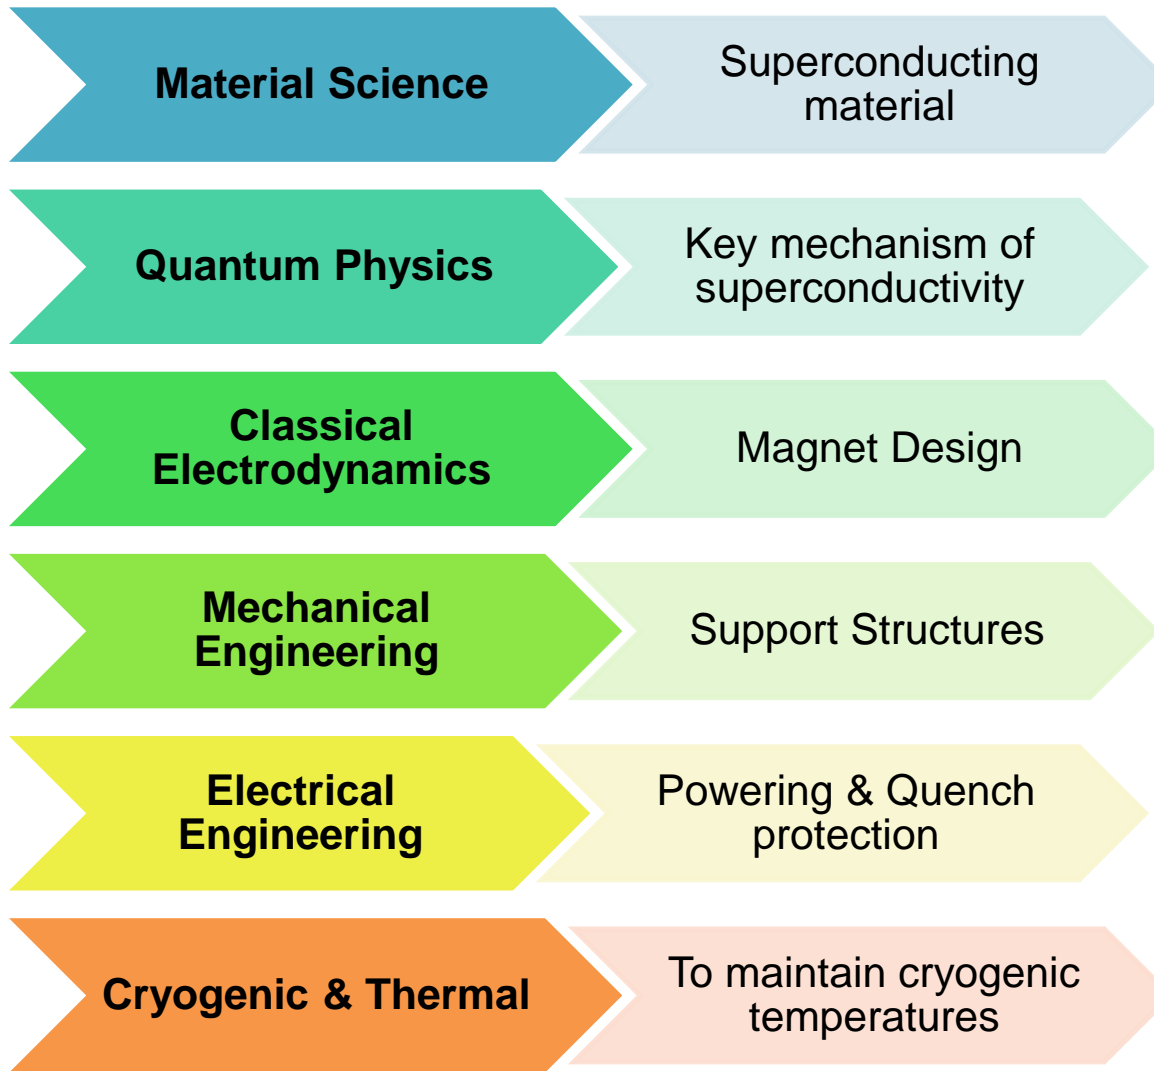 Material Science
Superconducting
material
Quantum Physics
Key mechanism of
superconductivity
Classical
Electrodynamics
Magnet Design
Mechanical
Engineering
Support Structures
Electrical
Engineering
Powering & Quench
protection
Cryogenic & Thermal
To maintain cryogenic
temperatures